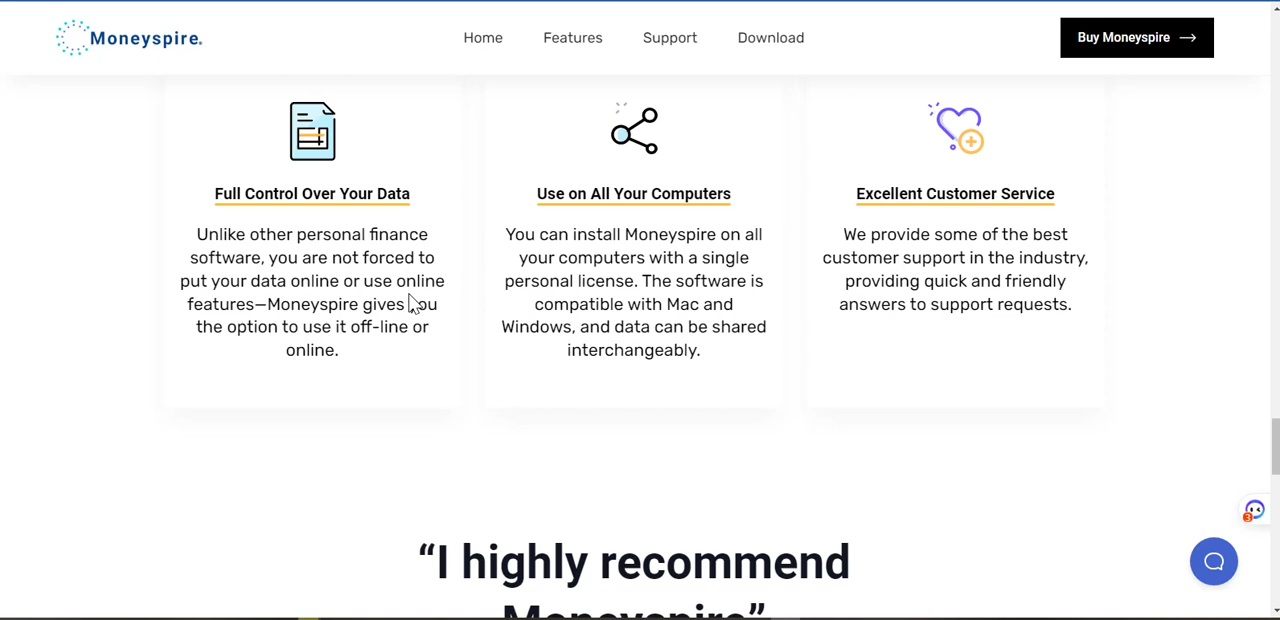 Moneyspire.
Home
Features
Support
Download
Buy Moneyspire
Full Control Over Your Data
Unlike other personal finance
software, you are not forced to
put your data online or use online
features—Moneyspire gives you
the option to use it off-line or
online.
Use on All Your Computers
You can install Moneyspire on all
your computers with a single
personal license. The software is
compatible with Mac and
Windows, and data can be shared
interchangeably.
Excellent Customer Service
We provide some of the best
customer support in the industry,
providing quick and friendly
answers to support requests.
“I highly recommend
Moneyspire”
3